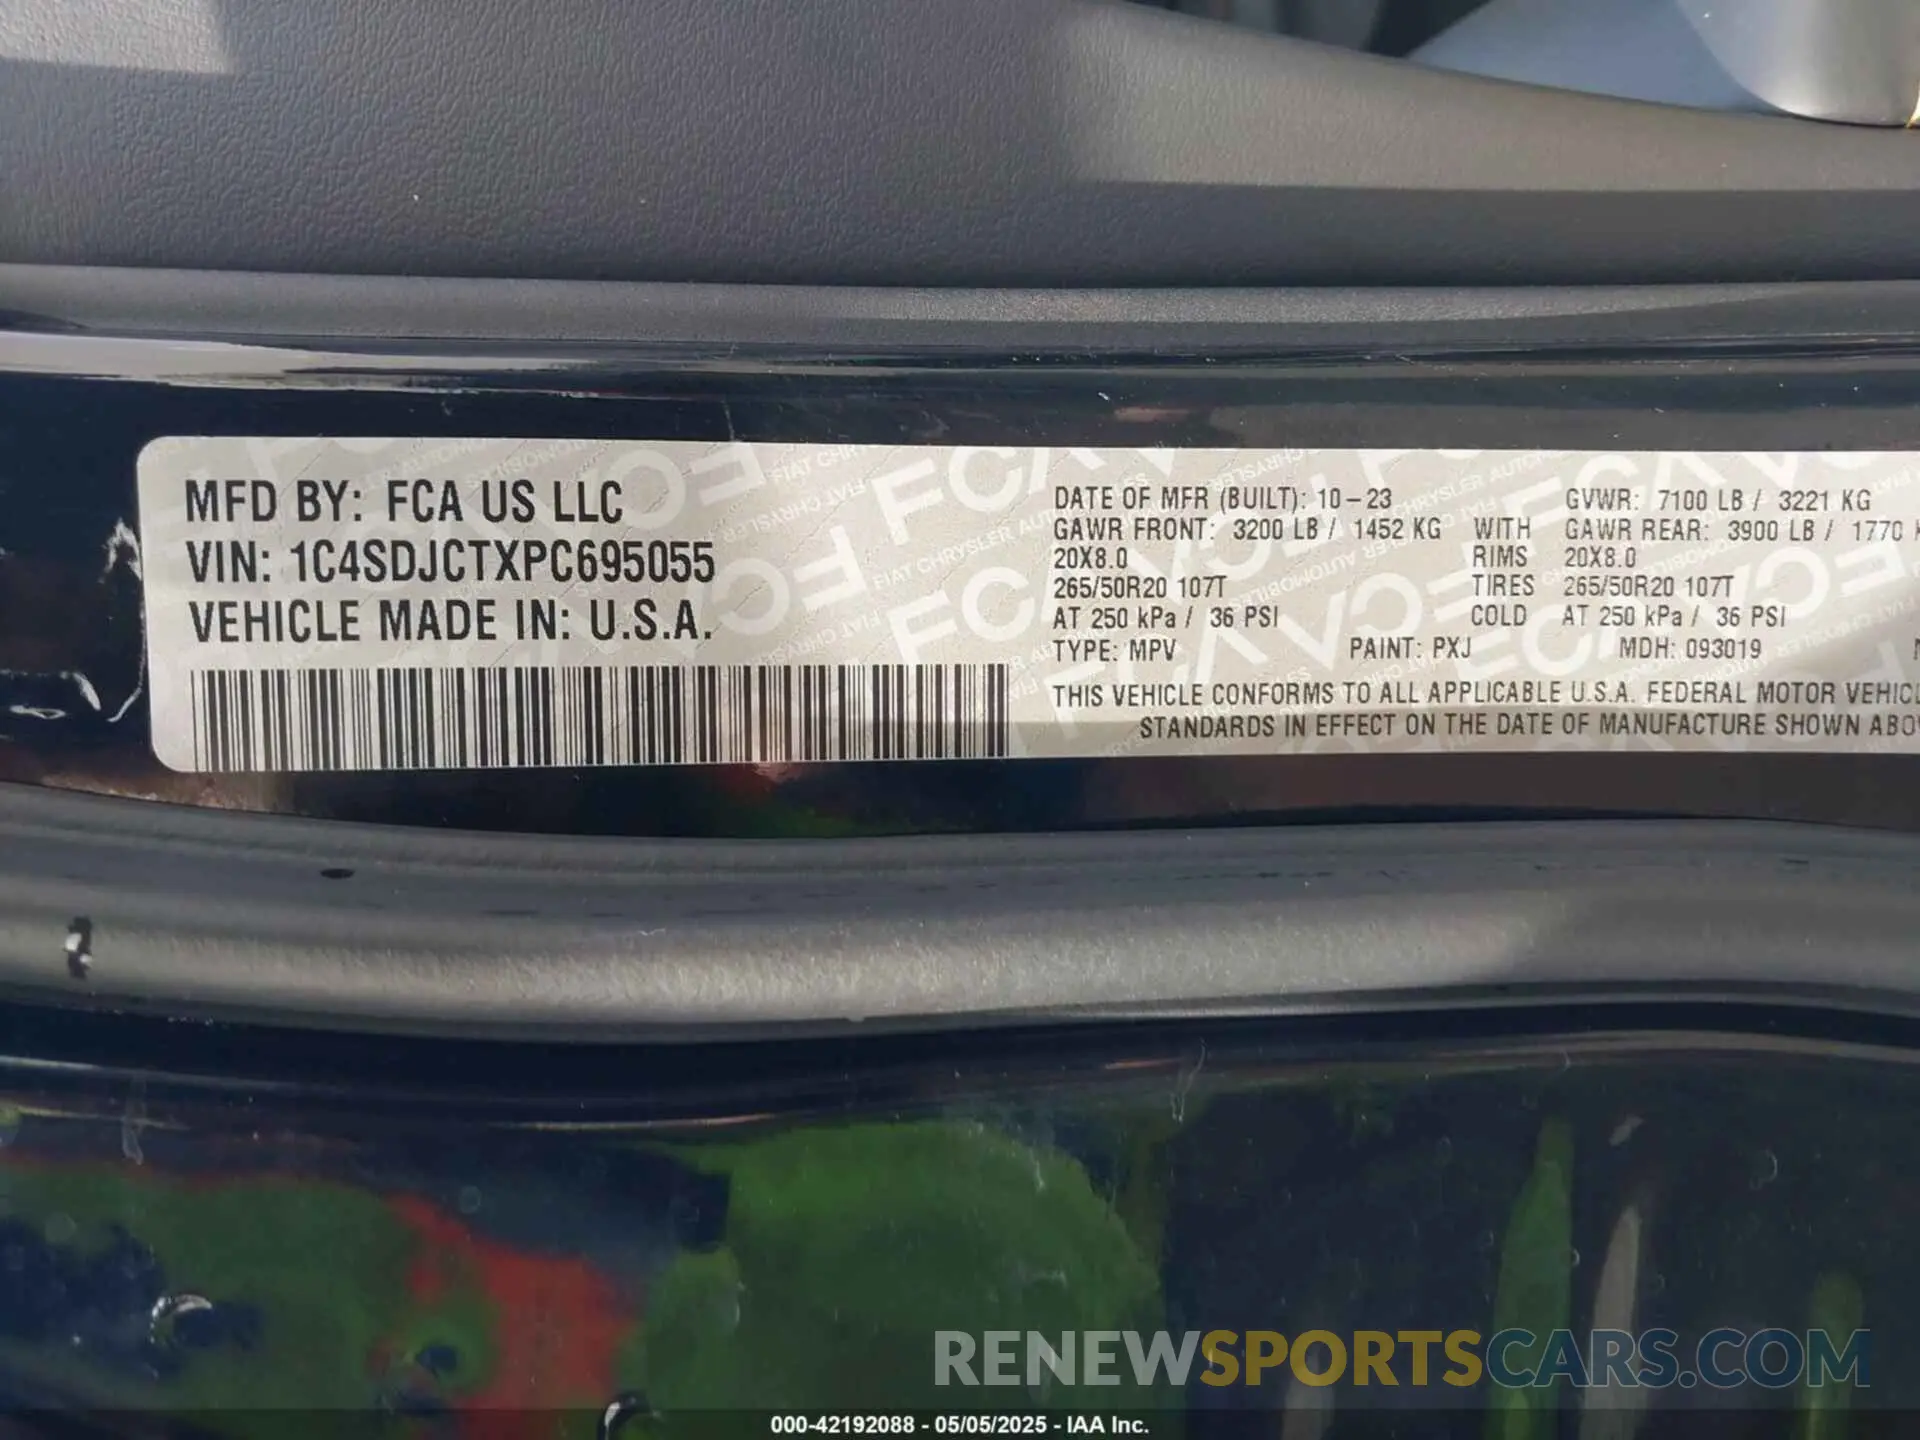 MFD BY: FCA US LLC
VIN: 1C4SDJCTXPC695055
VEHICLE MADE IN: U.S.A.
DATE OF MFR (BUILT): 10-23 GVWR: 7100 LB / 3221 KG
GAWR FRONT: 3200 LB / 1452 KG WITH GAWR REAR: 3900 LB / 1770
20X8.0 RIMS 20X8.0
265/50R20 107T TIRES 265/50R20 107T
AT 250 kPa / 36 PSI COLD AT 250 kPa / 36 PSI
TYPE: MPV PAINT: PXJ MDH: 093019
THIS VEHICLE CONFORMS TO ALL APPLICABLE U.S.A. FEDERAL MOTOR
STANDARDS IN EFFECT ON THE DATE OF MANUFACTURE SHOWN
RENEWSPORTSCARS.COM
000-42192088 - 05/05/2025 - IAA Inc.